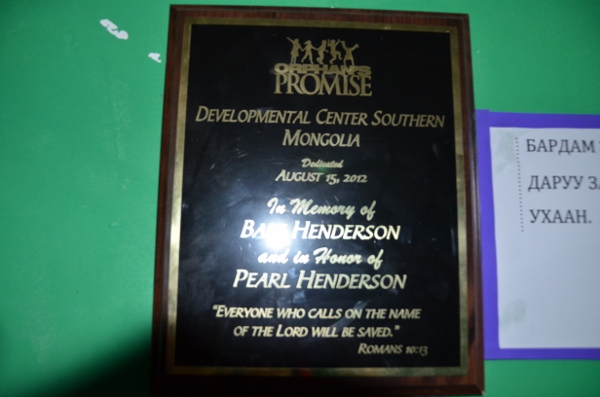 ORPHAN'S
PROMISE
DEVELOPMENTAL CENTER SOUTHERN
MONGOLIA
Dedicated
AUGUST 15, 2012
In Memory of
HENDERSON
and in Honor of
PEARL HENDERSON
"EVERYONE WHO CALLS ON THE NAME
OF THE LORD WILL BE SAVED."
ROMANS 10:13
БАРДАМ
ДАРУУ
УХААН.